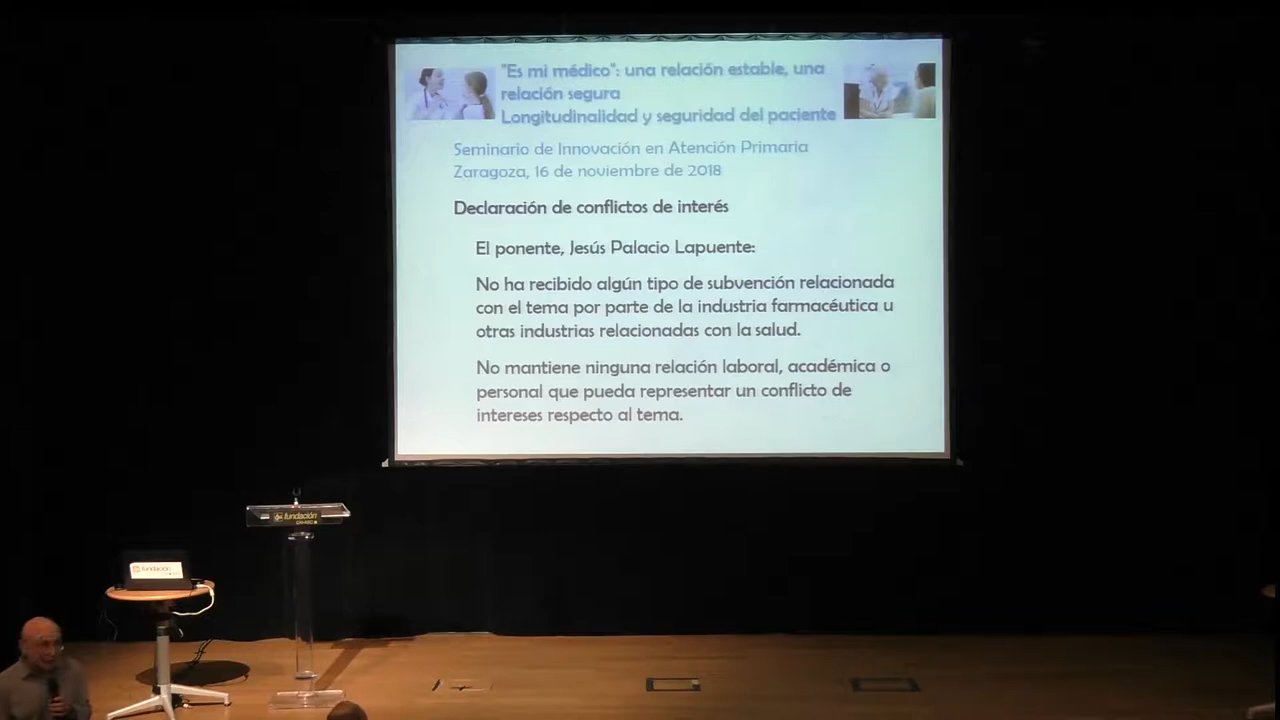 "Es mi médico": una relación estable, una
relación segura
Longitudinalidad y seguridad del paciente
Seminario de Innovación en Atención Primaria
Zaragoza, 16 de noviembre de 2018
Declaración de conflictos de interés
El ponente, Jesús Palacio Lapuente:
No ha recibido algún tipo de subvención relacionada
con el tema por parte de la industria farmacéutica u
otras industrias relacionadas con la salud.
No mantiene ninguna relación laboral, académica o
personal que pueda representar un conflicto de
intereses respecto al tema.
fundación
fundación